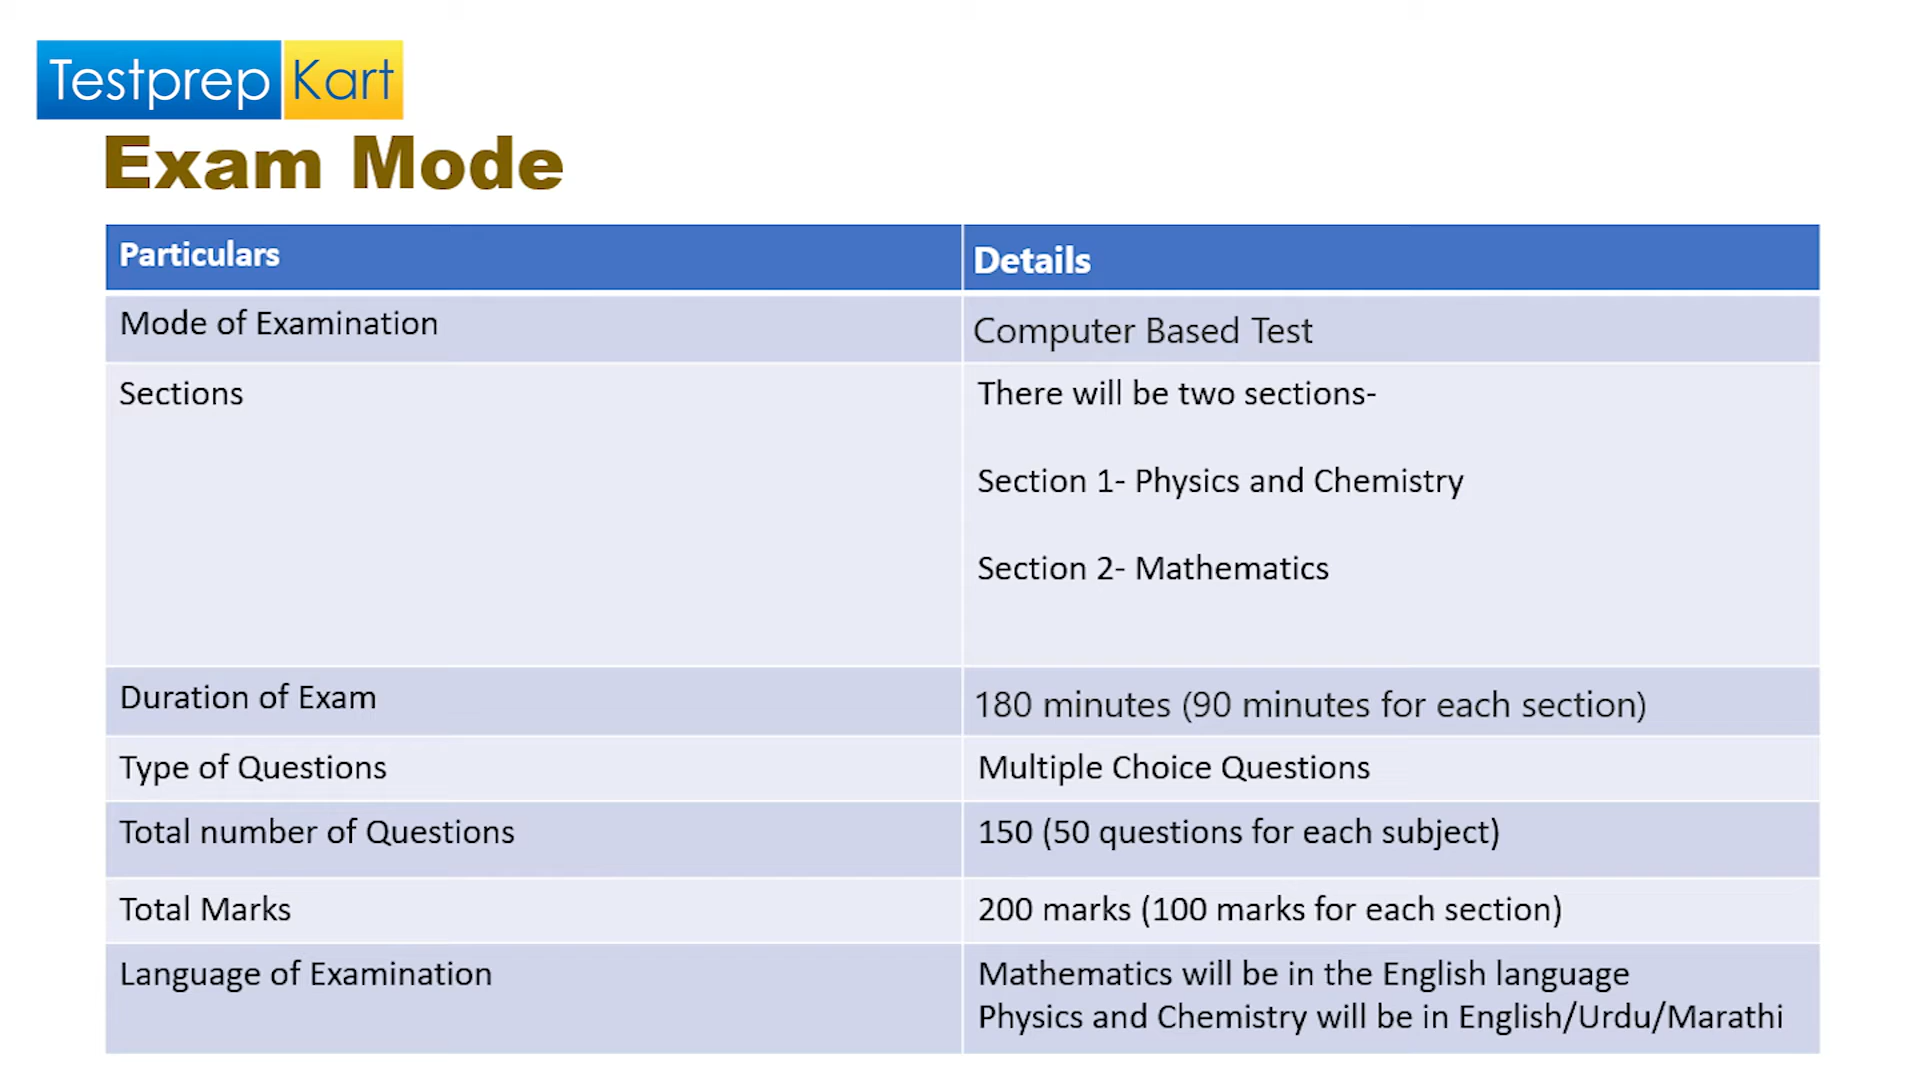 Testprep Kart
Exam Mode
Particulars Details
Mode of Examination Computer Based Test
Sections There will be two sections-
Section 1- Physics and Chemistry
Section 2- Mathematics
Duration of Exam 180 minutes (90 minutes for each section)
Type of Questions Multiple Choice Questions
Total number of Questions 150 (50 questions for each subject)
Total Marks 200 marks (100 marks for each section)
Language of Examination Mathematics will be in the English language
Physics and Chemistry will be in English/Urdu/Marathi